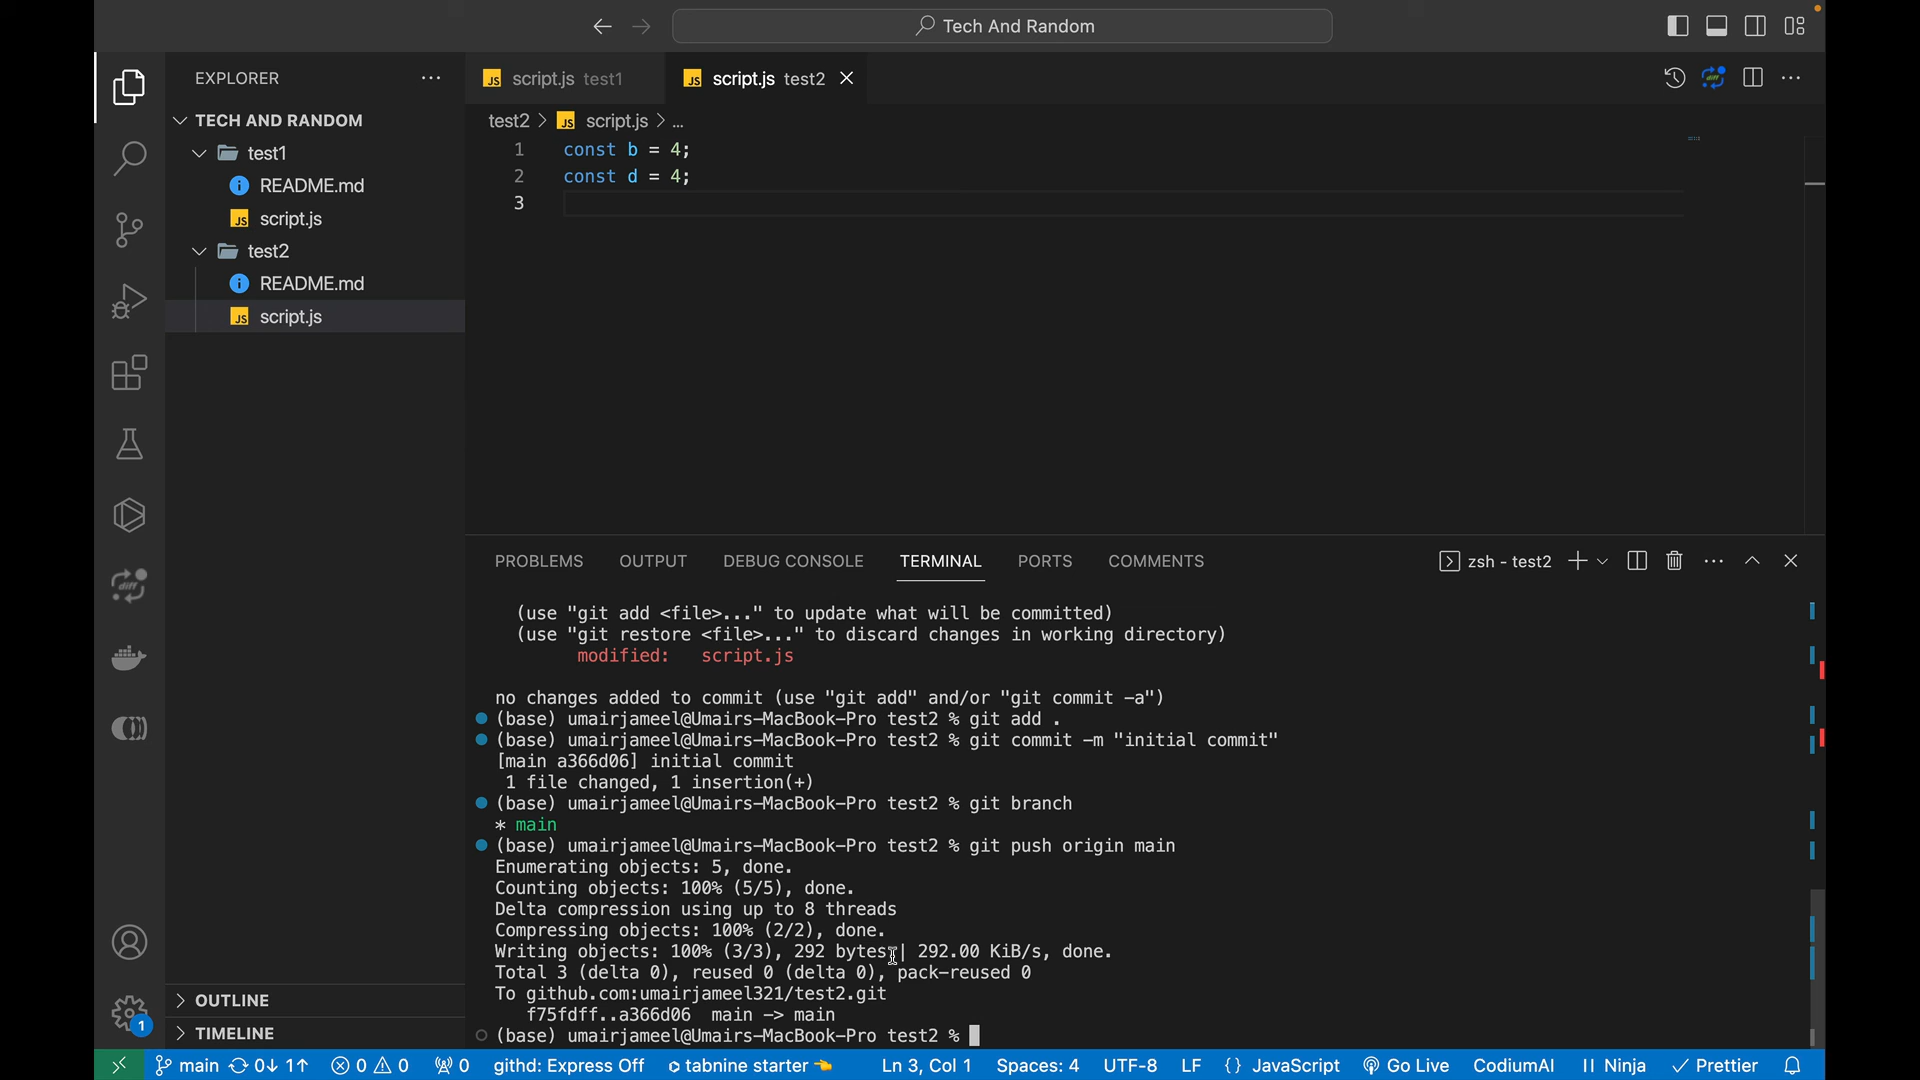 Tech And Random
EXPLORER
TECH AND RANDOM
test1
README.md
script.js
test2
README.md
script.js
OUTLINE
TIMELINE
script.js test1
script.js test2
test2 > script.js > ...
1 const b = 4;
2 const d = 4;
3
PROBLEMS OUTPUT DEBUG CONSOLE TERMINAL PORTS COMMENTS
zsh - test2
(use "git add <file>..." to update what will be committed)
(use "git restore <file>..." to discard changes in working directory)
modified:   script.js
no changes added to commit (use "git add" and/or "git commit -a")
(base) umairjameel@Umairs-MacBook-Pro test2 % git add .
(base) umairjameel@Umairs-MacBook-Pro test2 % git commit -m "initial commit"
[main a366d06] initial commit
1 file changed, 1 insertion(+)
(base) umairjameel@Umairs-MacBook-Pro test2 % git branch
* main
(base) umairjameel@Umairs-MacBook-Pro test2 % git push origin main
Enumerating objects: 5, done.
Counting objects: 100% (5/5), done.
Delta compression using up to 8 threads
Compressing objects: 100% (2/2), done.
Writing objects: 100% (3/3), 292 bytes | 292.00 KiB/s, done.
Total 3 (delta 0), reused 0 (delta 0), pack-reused 0
To github.com:umairjameel321/test2.git
f75fdff..a366d06  main -> main
(base) umairjameel@Umairs-MacBook-Pro test2 %
1
main 0↓ 1↑ 0 0 0 githd: Express Off tabnine starter Ln 3, Col 1 Spaces: 4 UTF-8 LF {} JavaScript Go Live CodiumAI Ninja Prettier
diff
diff